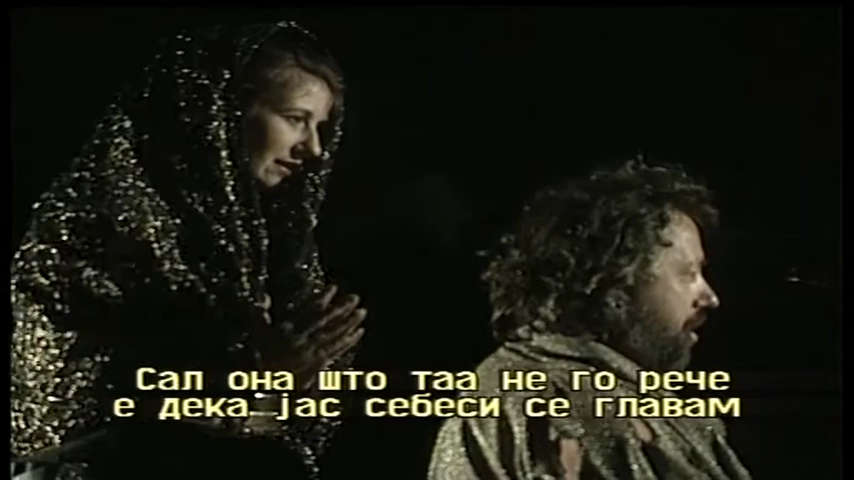 Сал она што таа не го рече
е дека јас себеси се главам